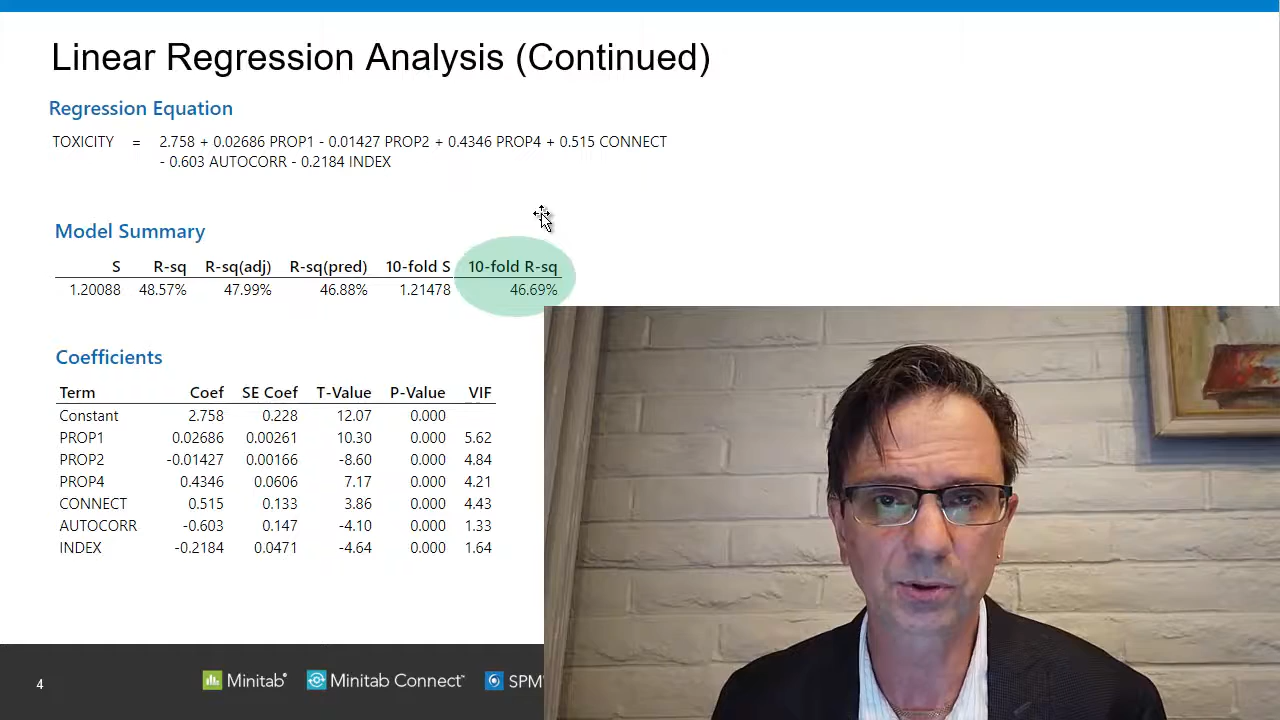 Linear Regression Analysis (Continued)
Regression Equation
TOXICITY = 2.758 + 0.02686 PROP1 - 0.01427 PROP2 + 0.4346 PROP4 + 0.515 CONNECT
- 0.603 AUTOCORR - 0.2184 INDEX
Model Summary
S R-sq R-sq(adj) R-sq(pred) 10-fold S 10-fold R-sq
1.20088 48.57% 47.99% 46.88% 1.21478 46.69%
Coefficients
Term Coef SE Coef T-Value P-Value VIF
Constant 2.758 0.228 12.07 0.000
PROP1 0.02686 0.00261 10.30 0.000 5.62
PROP2 -0.01427 0.00166 -8.60 0.000 4.84
PROP4 0.4346 0.0606 7.17 0.000 4.21
CONNECT 0.515 0.133 3.86 0.000 4.43
AUTOCORR -0.603 0.147 -4.10 0.000 1.33
INDEX -0.2184 0.0471 -4.64 0.000 1.64
4 Minitab® Minitab Connect™ SPM